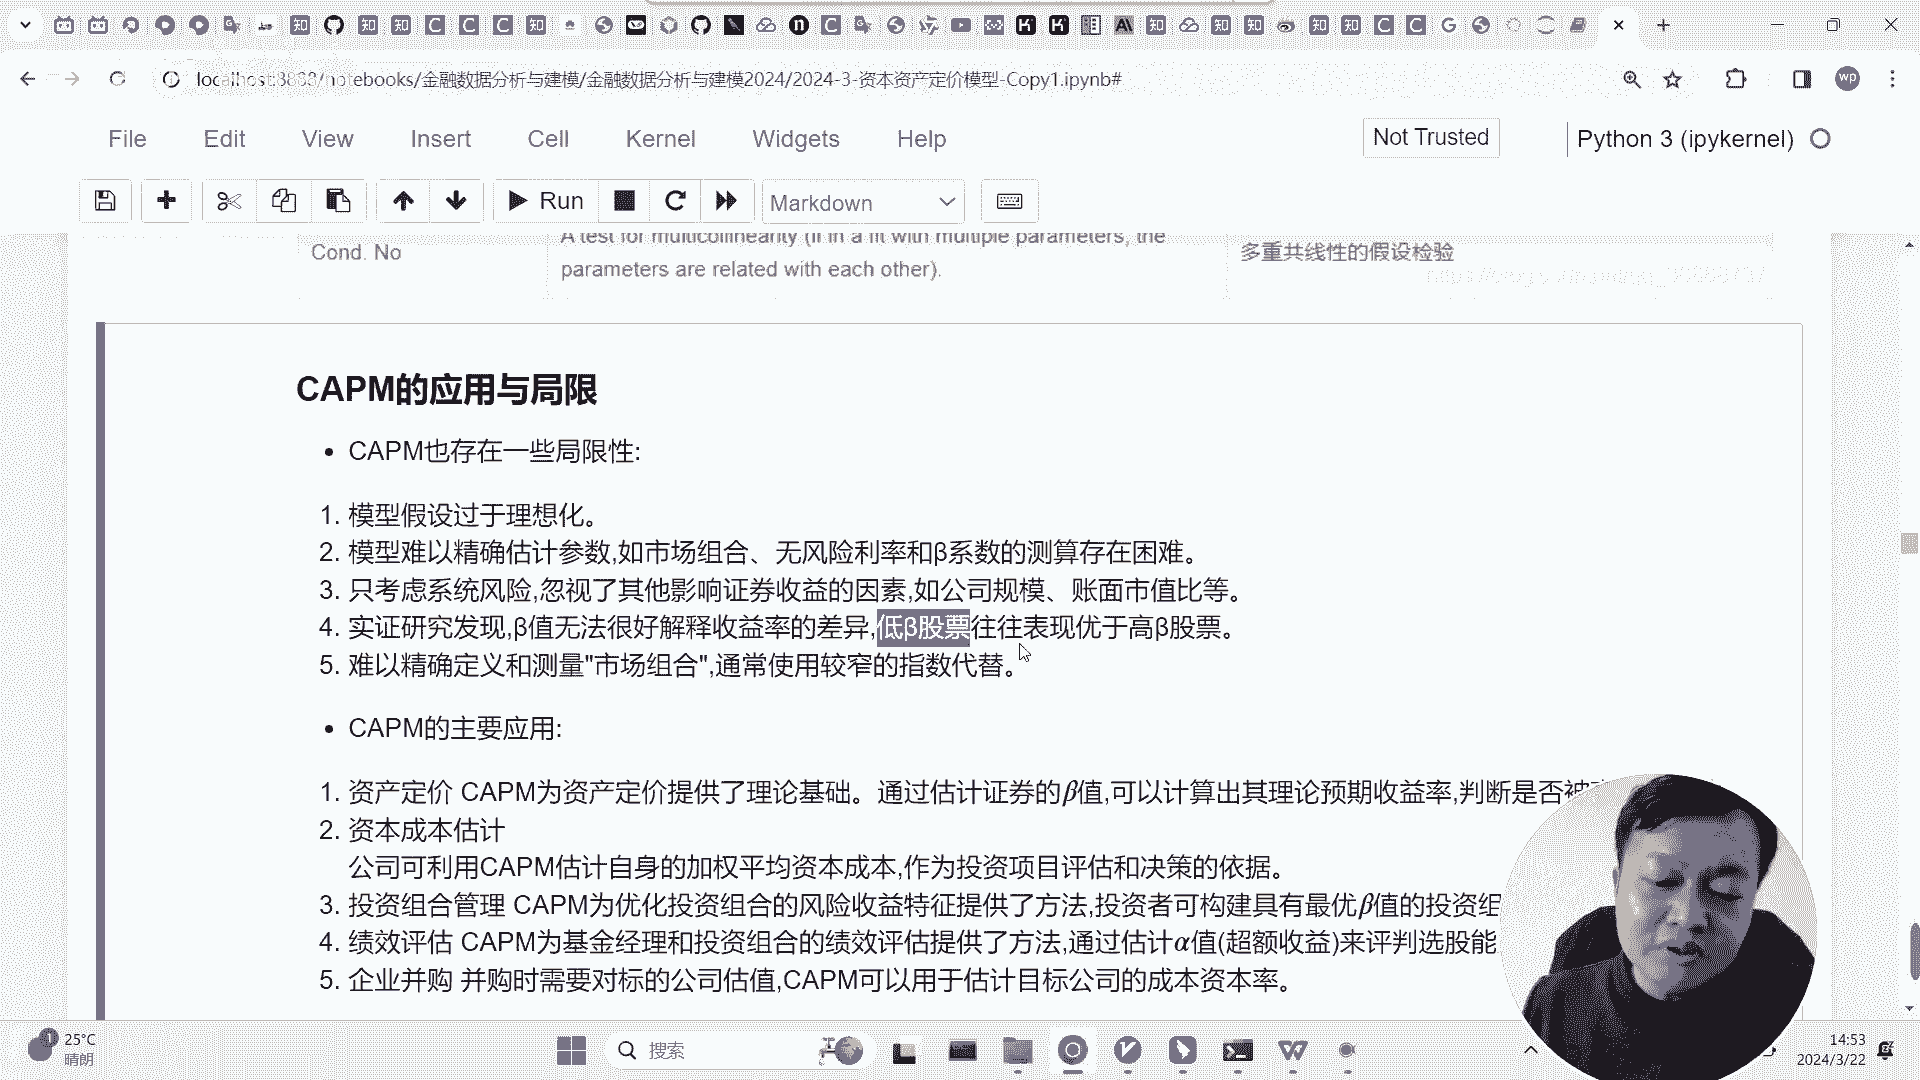 localhost:8888/notebooks/金融数据分析与建模/金融数据分析与建模2024/2024-3-资本资产定价模型-Copy1.ipynb#
wp
File Edit View Insert Cell Kernel Widgets Help
Not Trusted
Python 3 (ipykernel)
Run
Markdown
Cond. No
A test for multicollinearity (if in a fit with multiple parameters, the
parameters are related with each other).
多重共线性的假设检验
CAPM的应用与局限
• CAPM也存在一些局限性:
1. 模型假设过于理想化。
2. 模型难以精确估计参数,如市场组合、无风险利率和β系数的测算存在困难。
3. 只考虑系统风险,忽视了其他影响证券收益的因素,如公司规模、账面市值比等。
4. 实证研究发现,β值无法很好解释收益率的差异,低β股票往往表现优于高β股票。
5. 难以精确定义和测量"市场组合",通常使用较窄的指数代替。
• CAPM的主要应用:
1. 资产定价 CAPM为资产定价提供了理论基础。通过估计证券的β值,可以计算出其理论预期收益率,判断是否被
2. 资本成本估计
公司可利用CAPM估计自身的加权平均资本成本,作为投资项目评估和决策的依据。
3. 投资组合管理 CAPM为优化投资组合的风险收益特征提供了方法,投资者可构建具有最优β值的投资组
4. 绩效评估 CAPM为基金经理和投资组合的绩效评估提供了方法,通过估计α值(超额收益)来评判选股能
5. 企业并购 并购时需要对标的公司估值,CAPM可以用于估计目标公司的成本资本率。
25°C
晴朗
搜索
14:53
2024/3/22